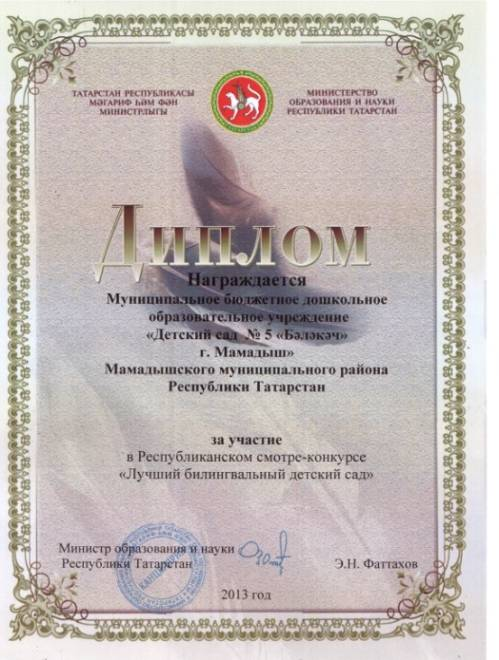 ТАТАРСТАН РЕСПУБЛИКАСЫ
МӘГАРИФ ҺӘМ ФӘН
МИНИСТРЛЫГЫ
МИНИСТЕРСТВО
ОБРАЗОВАНИЯ И НАУКИ
РЕСПУБЛИКИ ТАТАРСТАН
Диплом
Награждается
Муниципальное бюджетное дошкольное
образовательное учреждение
«Детский сад № 5 «Бәләкәч»
г. Мамадыш»
Мамадышского муниципального района
Республики Татарстан
за участие
в Республиканском смотре-конкурсе
«Лучший билингвальный детский сад»
Министр образования и науки
Республики Татарстан
Э.Н. Фаттахов
2013 год